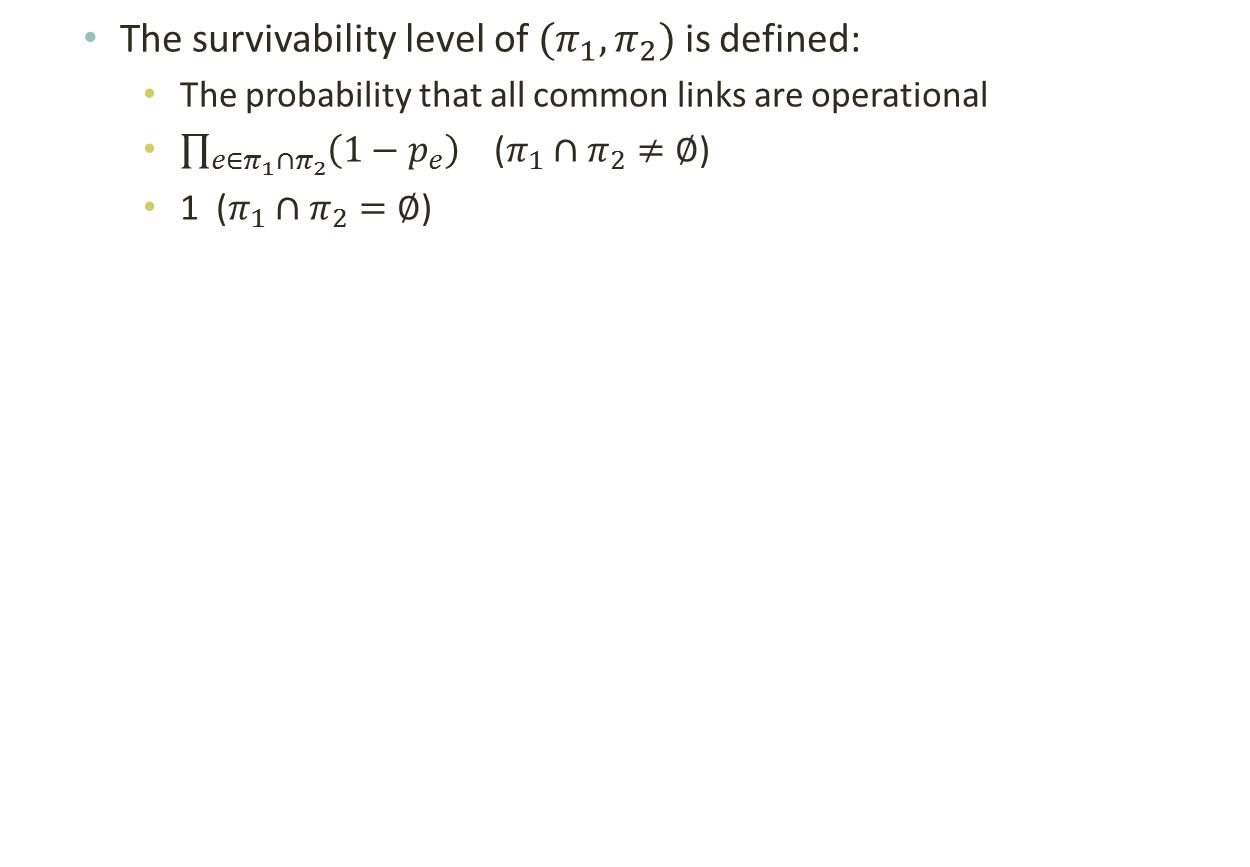 • The survivability level of (π₁, π₂) is defined:
• The probability that all common links are operational
• ∏_{e∈π₁∩π₂}(1 − pₑ) (π₁ ∩ π₂ ≠ ∅)
• 1 (π₁ ∩ π₂ = ∅)